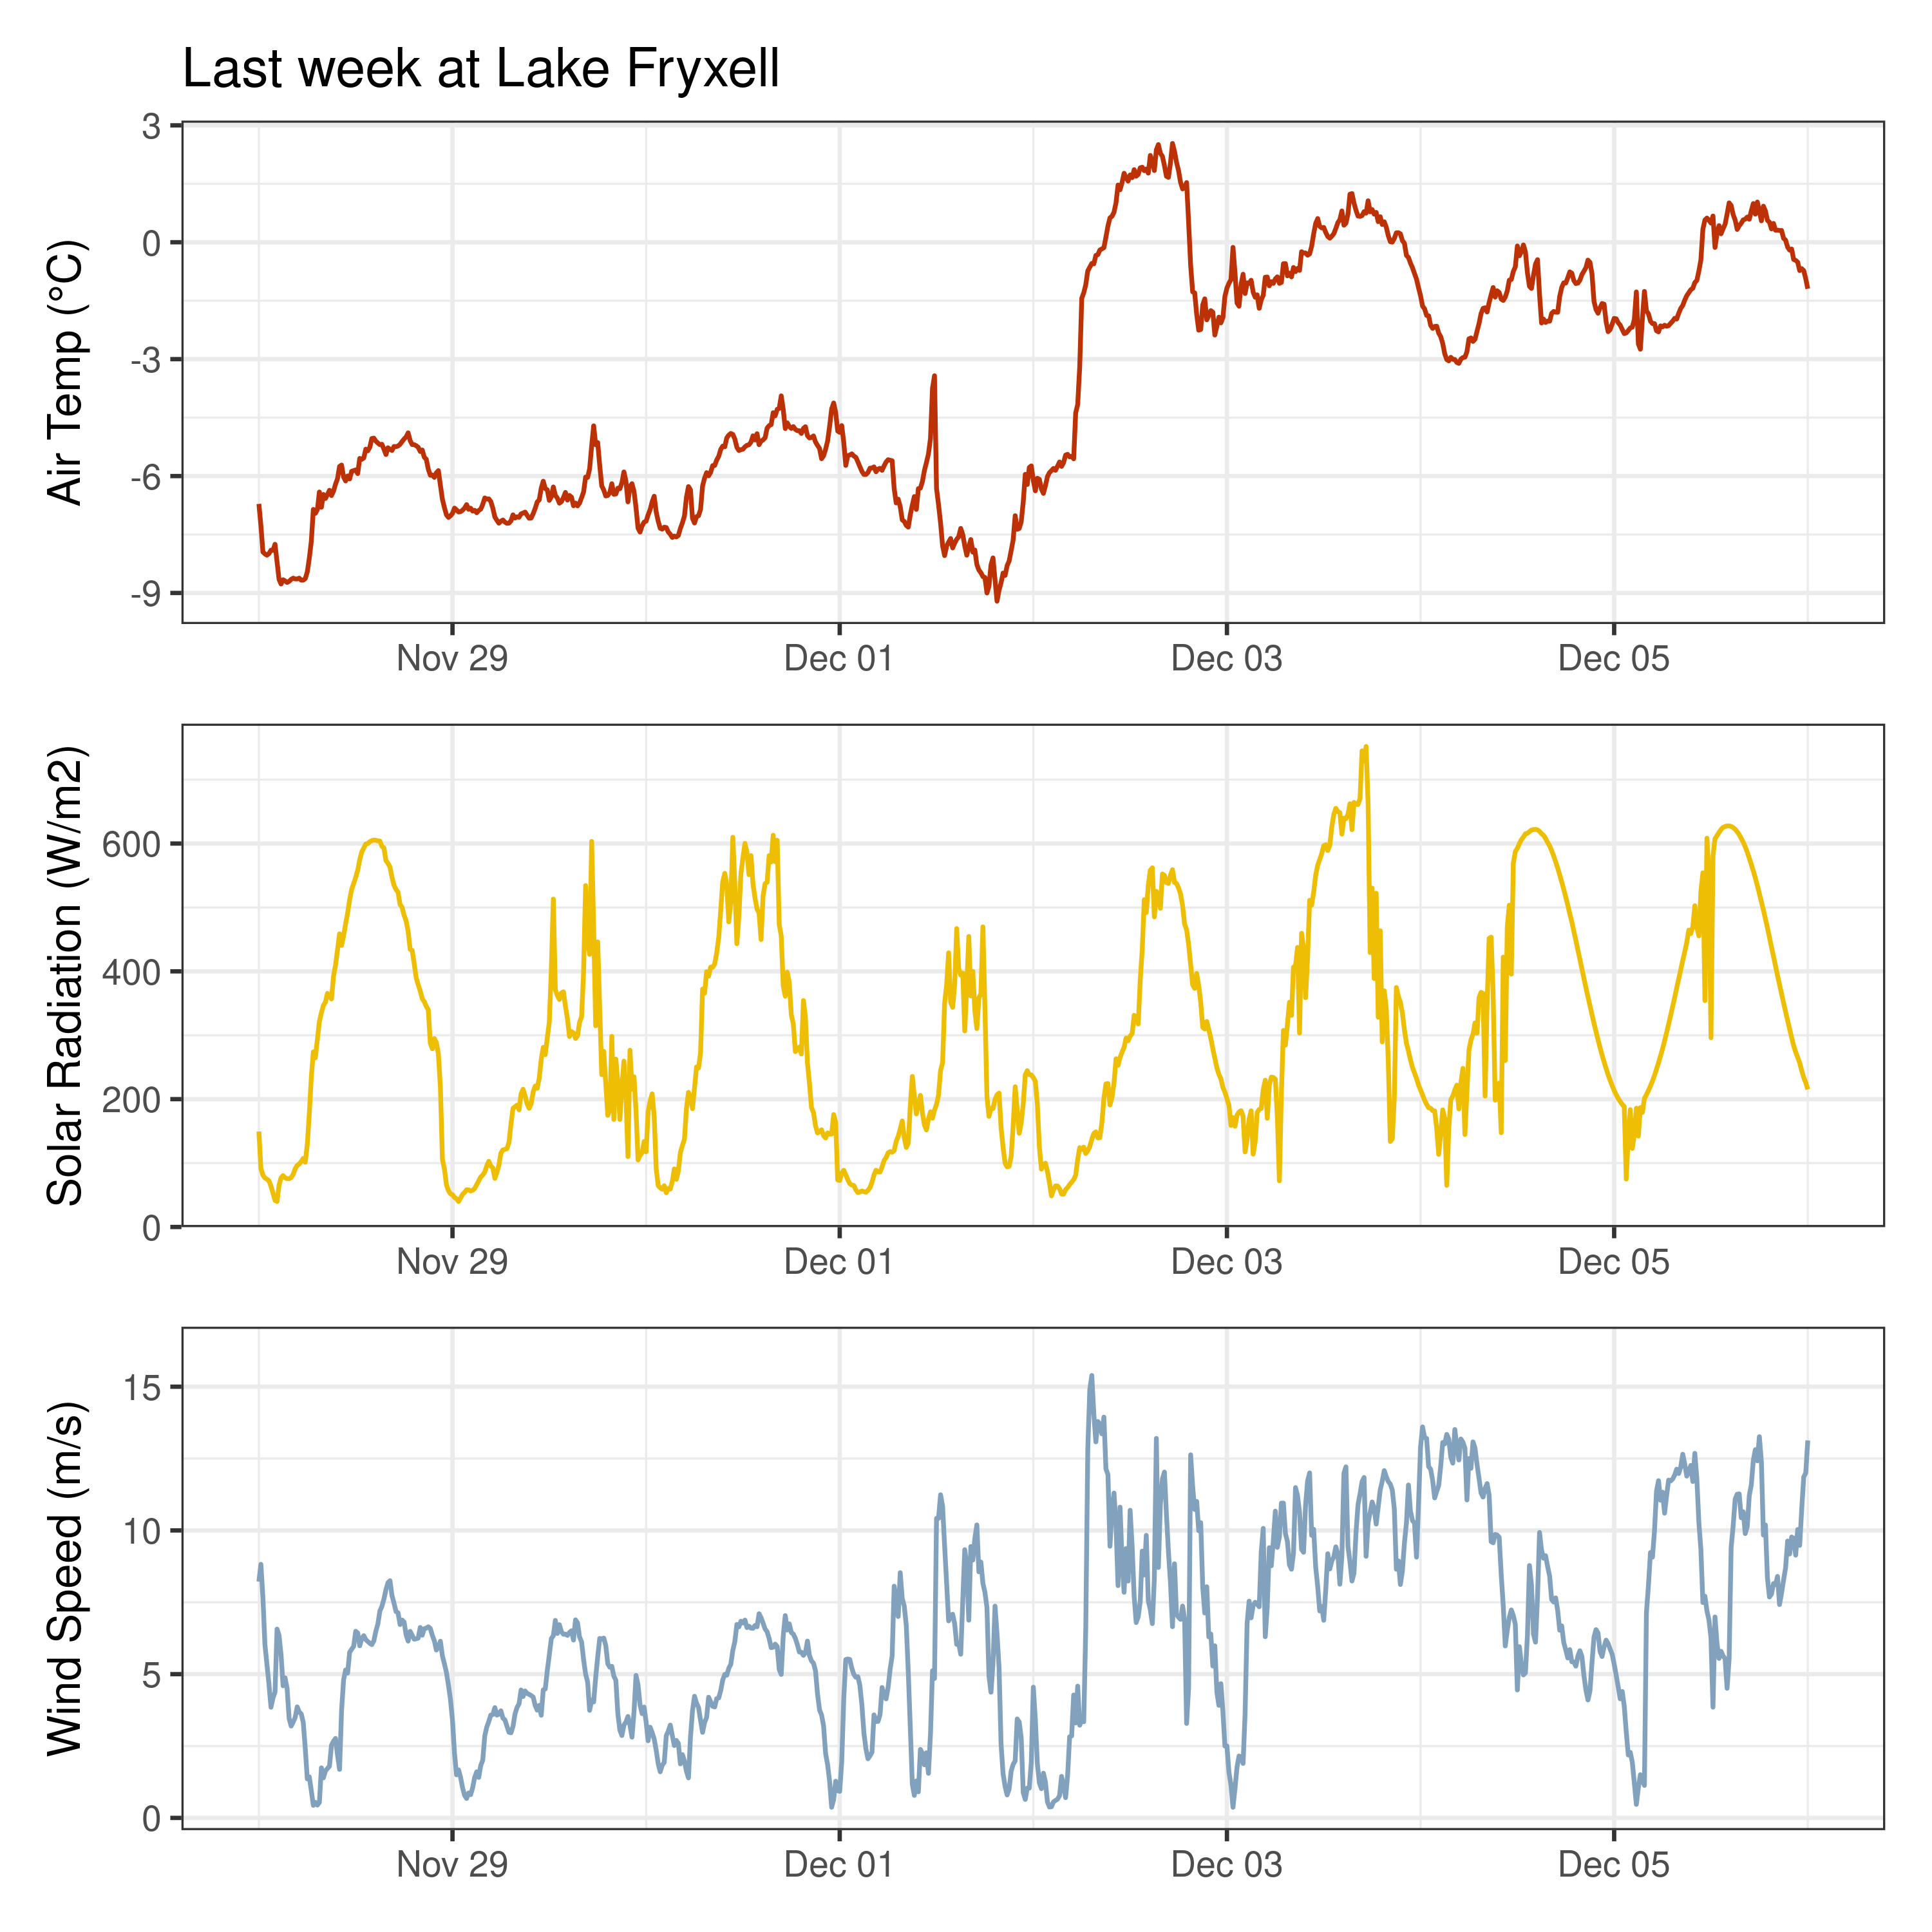 Last week at Lake Fryxell
Air Temp (°C)
3
0
-3
-6
-9
Nov 29 Dec 01 Dec 03 Dec 05
Solar Radiation (W/m2)
600
400
200
0
Nov 29 Dec 01 Dec 03 Dec 05
Wind Speed (m/s)
15
10
5
0
Nov 29 Dec 01 Dec 03 Dec 05